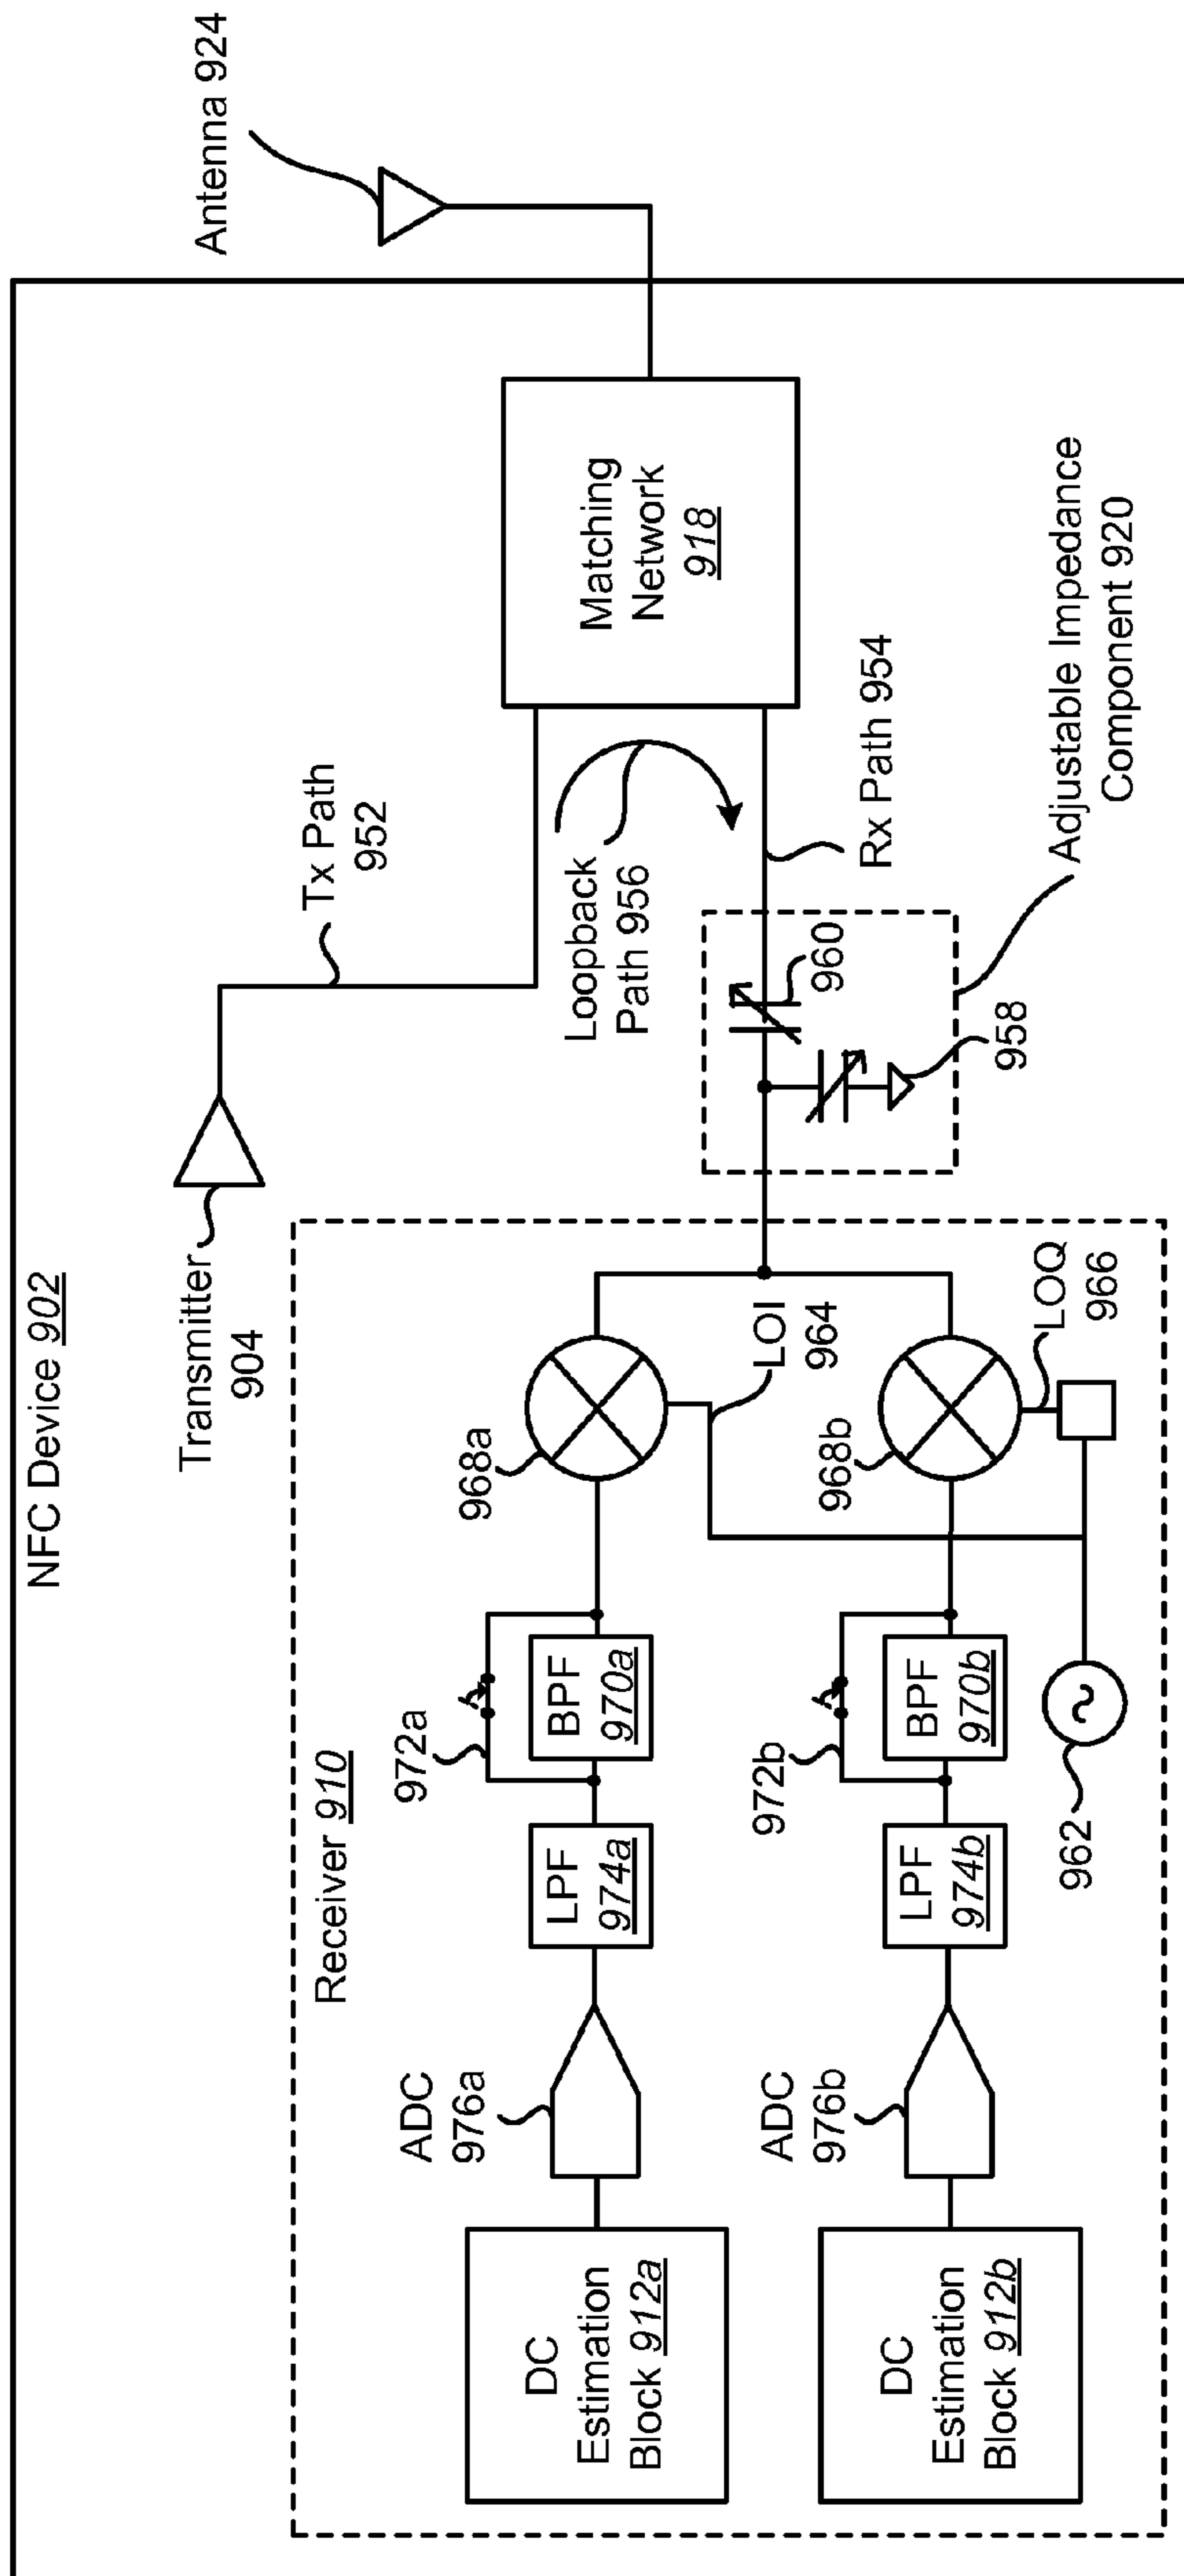 NFC Device 902
Antenna 924
Transmitter
904
Tx Path
952
Receiver 910
Matching
Network
918
Loopback
Path 956
Rx Path 954
960
958
Adjustable Impedance
Component 920
ADC
976a
972a
968a
DC
Estimation
Block 912a
LPF
974a
BPF
970a
LOI
964
ADC
976b
972b
968b
DC
Estimation
Block 912b
LPF
974b
BPF
970b
LOQ
966
962